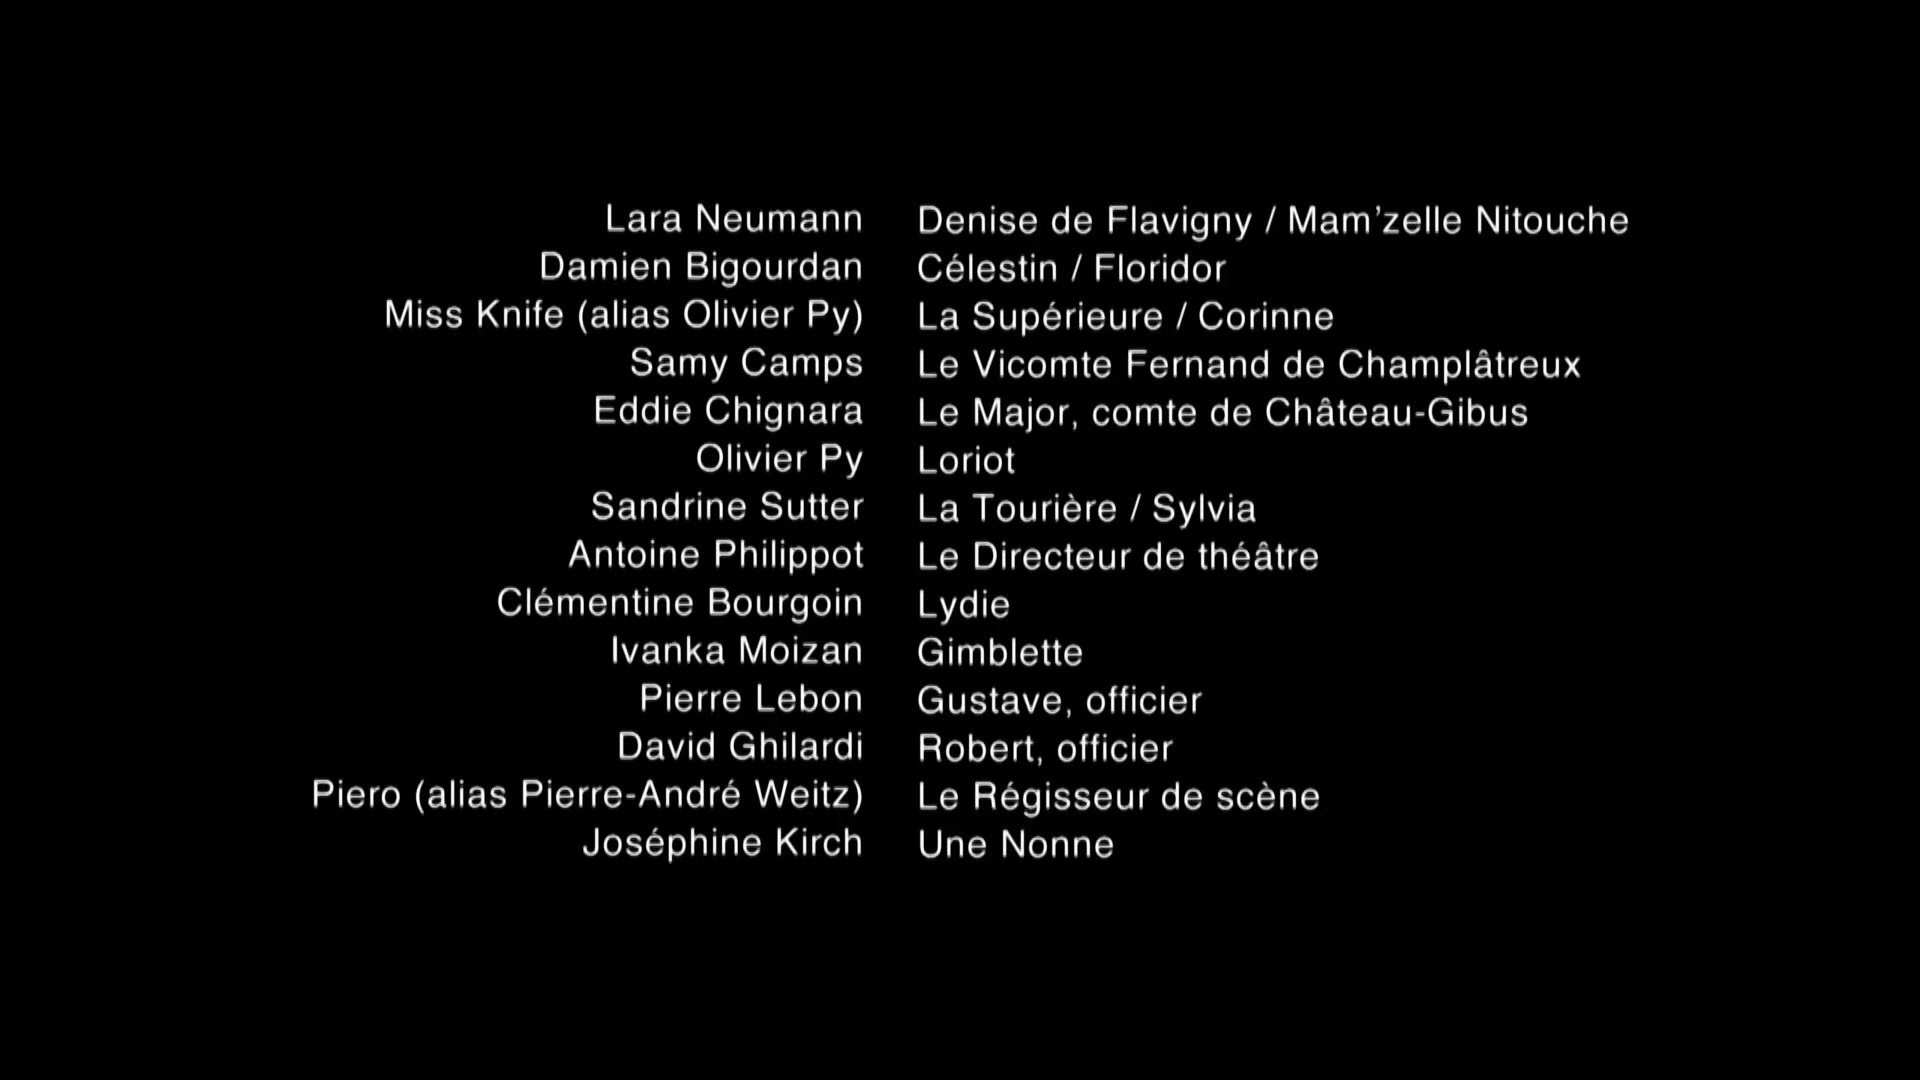 Lara Neumann Denise de Flavigny / Mam’zelle Nitouche
Damien Bigourdan Célestin / Floridor
Miss Knife (alias Olivier Py) La Supérieure / Corinne
Samy Camps Le Vicomte Fernand de Champlâtreux
Eddie Chignara Le Major, comte de Château-Gibus
Olivier Py Loriot
Sandrine Sutter La Tourière / Sylvia
Antoine Philippot Le Directeur de théâtre
Clémentine Bourgoin Lydie
Ivanka Moizan Gimblette
Pierre Lebon Gustave, officier
David Ghilardi Robert, officier
Piero (alias Pierre-André Weitz) Le Régisseur de scène
Joséphine Kirch Une Nonne